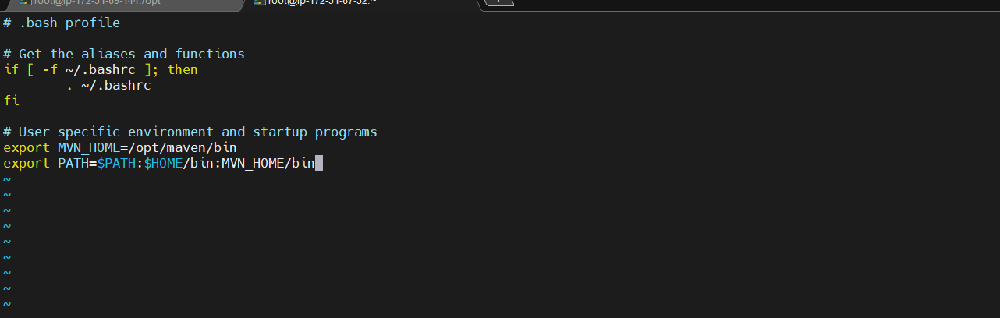 root@ip-172-31-69-144:/opt
root@ip-172-31-87-32:~
# .bash_profile
# Get the aliases and functions
if [ -f ~/.bashrc ]; then
. ~/.bashrc
fi
# User specific environment and startup programs
export MVN_HOME=/opt/maven/bin
export PATH=$PATH:$HOME/bin:MVN_HOME/bin
~
~
~
~
~
~
~
~
~